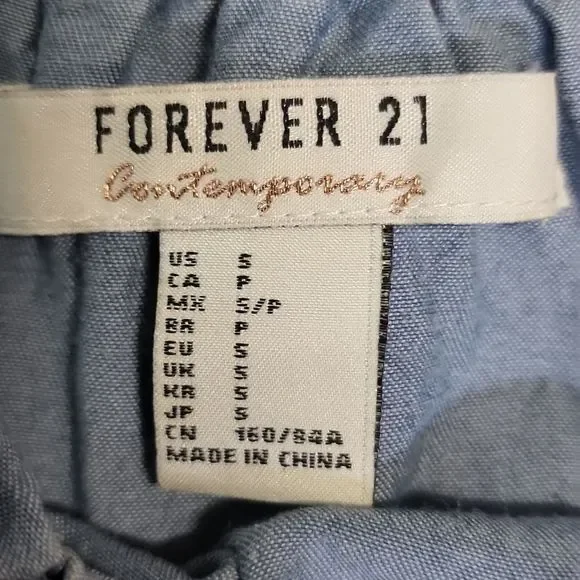 FOREVER 21
Contemporary
US S
CA P
MX S/P
BR P
EU S
UK S
KR S
JP S
CN 160/84A
MADE IN CHINA